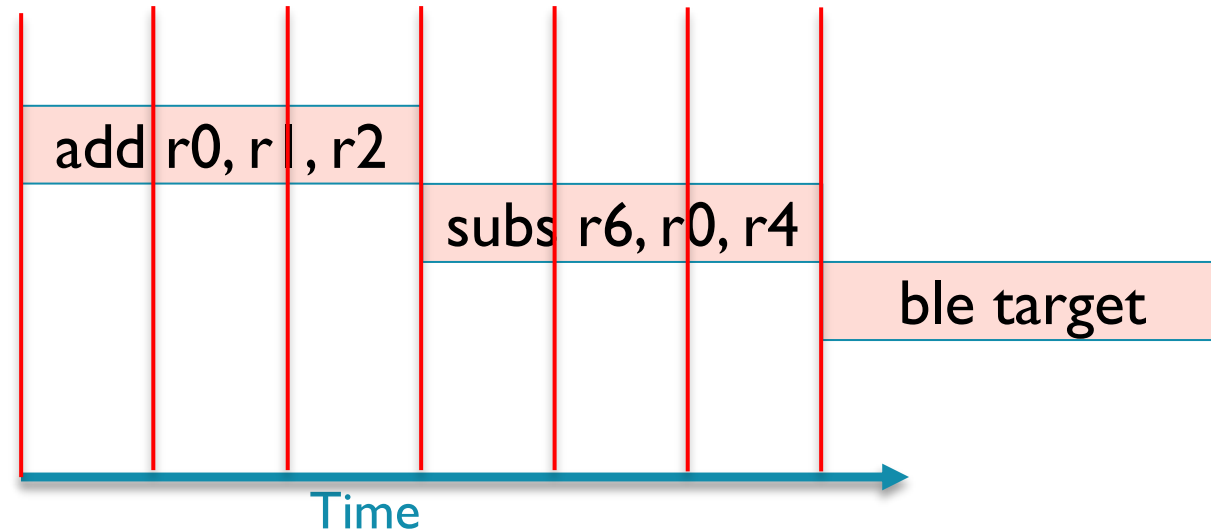 add r0, r1, r2
subs r6, r0, r4
ble target
Time